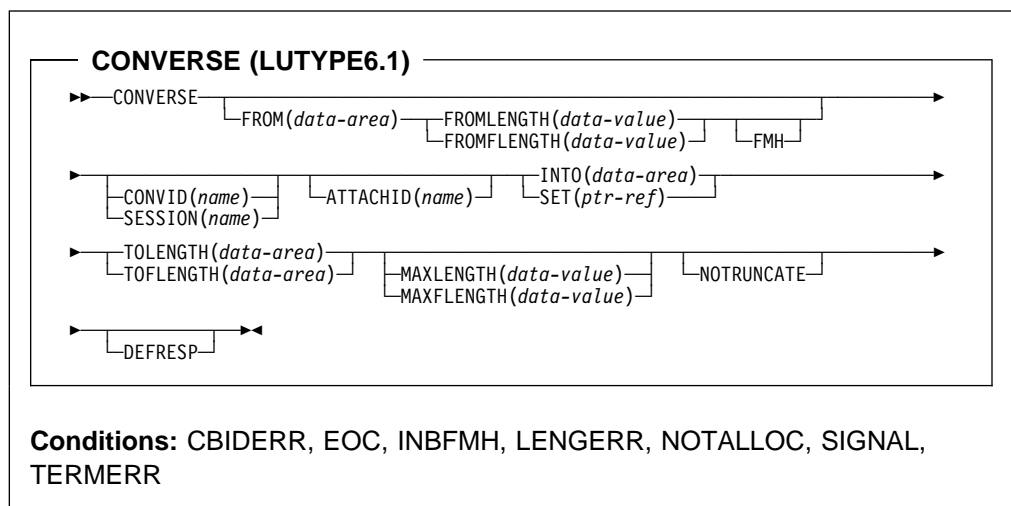 CONVERSE (LUTYPE6.1)
CONVERSE
FROM(data-area) FROMLENGTH(data-value)
FROMFLENGTH(data-value) FMH
CONVID(name) ATTACHID(name) INTO(data-area)
SESSION(name) SET(ptr-ref)
TOLENGTH(data-area)
TOFLENGTH(data-area) MAXLENGTH(data-value) NOTRUNCATE
MAXFLENGTH(data-value)
DEFRESP
Conditions: CBIDERR, EOC, INBFMH, LENGERR, NOTALLOC, SIGNAL,
TERMERR